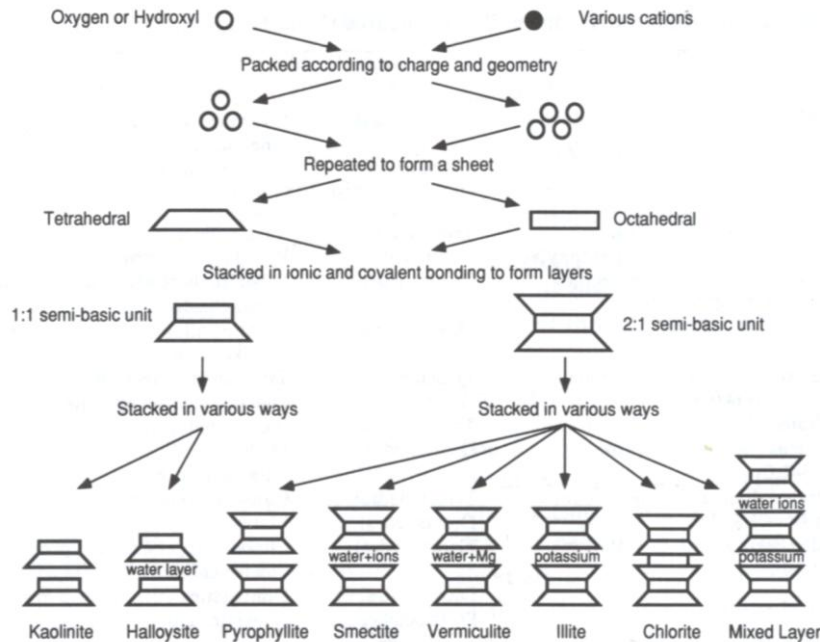 Oxygen or Hydroxyl
Various cations
Packed according to charge and geometry
Repeated to form a sheet
Tetrahedral
Octahedral
Stacked in ionic and covalent bonding to form layers
1:1 semi-basic unit
2:1 semi-basic unit
Stacked in various ways
Stacked in various ways
water ions
water layer
water+ions
water+Mg
potassium
potassium
Kaolinite
Halloysite
Pyrophyllite
Smectite
Vermiculite
Illite
Chlorite
Mixed Layer